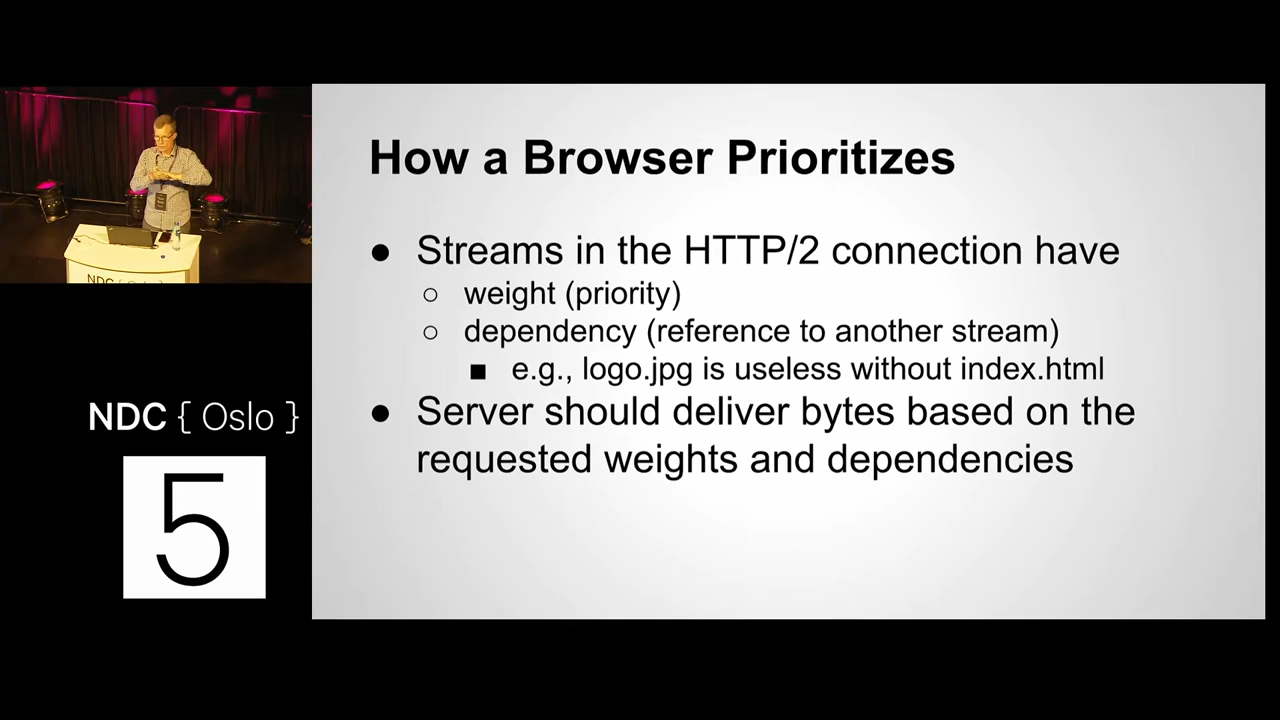 How a Browser Prioritizes
● Streams in the HTTP/2 connection have
○ weight (priority)
○ dependency (reference to another stream)
■ e.g., logo.jpg is useless without index.html
● Server should deliver bytes based on the
requested weights and dependencies
NDC { Oslo }
NDC { Oslo }
5